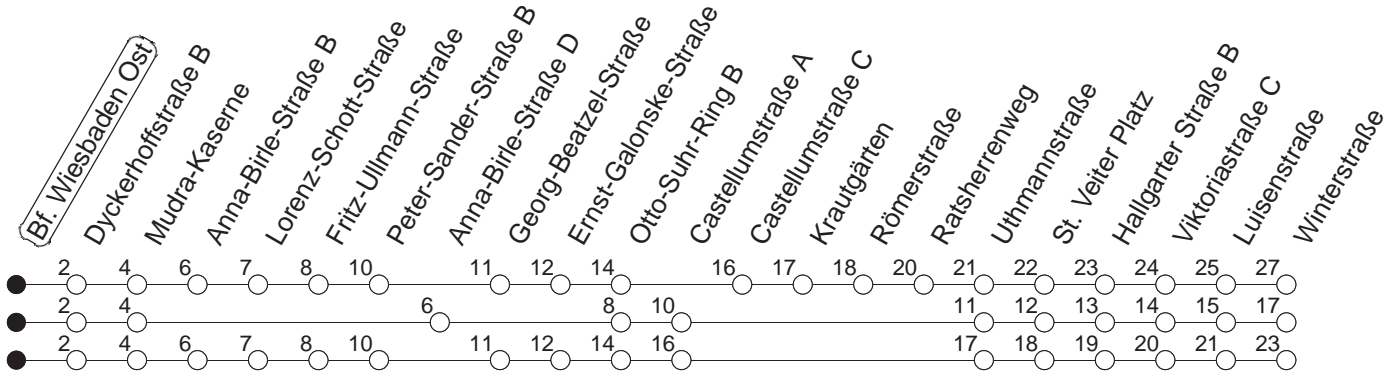 Bf. Wiesbaden Ost
Dyckerhoffstraße B
Mudra-Kaserne
Anna-Birle-Straße B
Lorenz-Schott-Straße
Fritz-Ullmann-Straße
Peter-Sander-Straße B
Anna-Birle-Straße D
Georg-Beatzel-Straße
Ernst-Galonske-Straße
Otto-Suhr-Ring B
Castellumstraße A
Castellumstraße C
Krautgärten
Römerstraße
Ratsherrenweg
Uthmannstraße
St. Veiter Platz
Hallgarter Straße B
Viktoriastraße C
Luisenstraße
Winterstraße
2 4 6 7 8 10 11 12 14 16 17 18 20 21 22 23 24 25 27
2 4 6 8 10 11 12 13 14 15 17
2 4 6 7 8 10 11 12 14 16 17 18 19 20 21 23